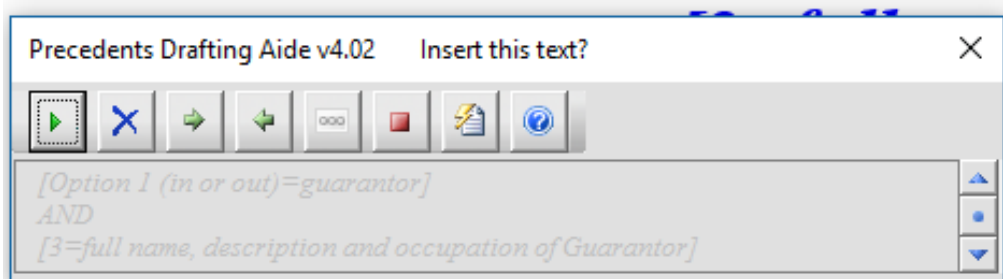 Precedents Drafting Aide v4.02 Insert this text?
[Option 1 (in or out)=guarantor]
AND
[3=full name, description and occupation of Guarantor]